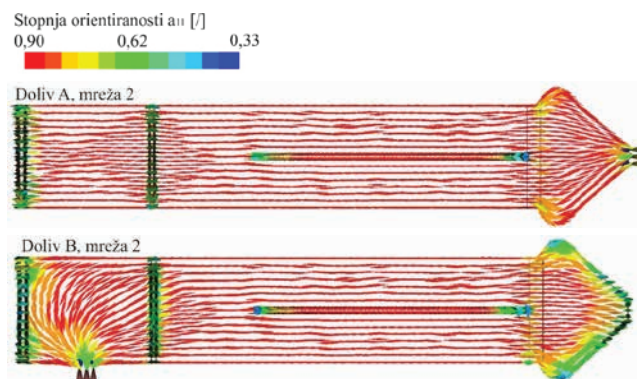 Stopnja orientiranosti a₁₁ [/]
0,90 0,62 0,33
Doliv A, mreža 2
Doliv B, mreža 2